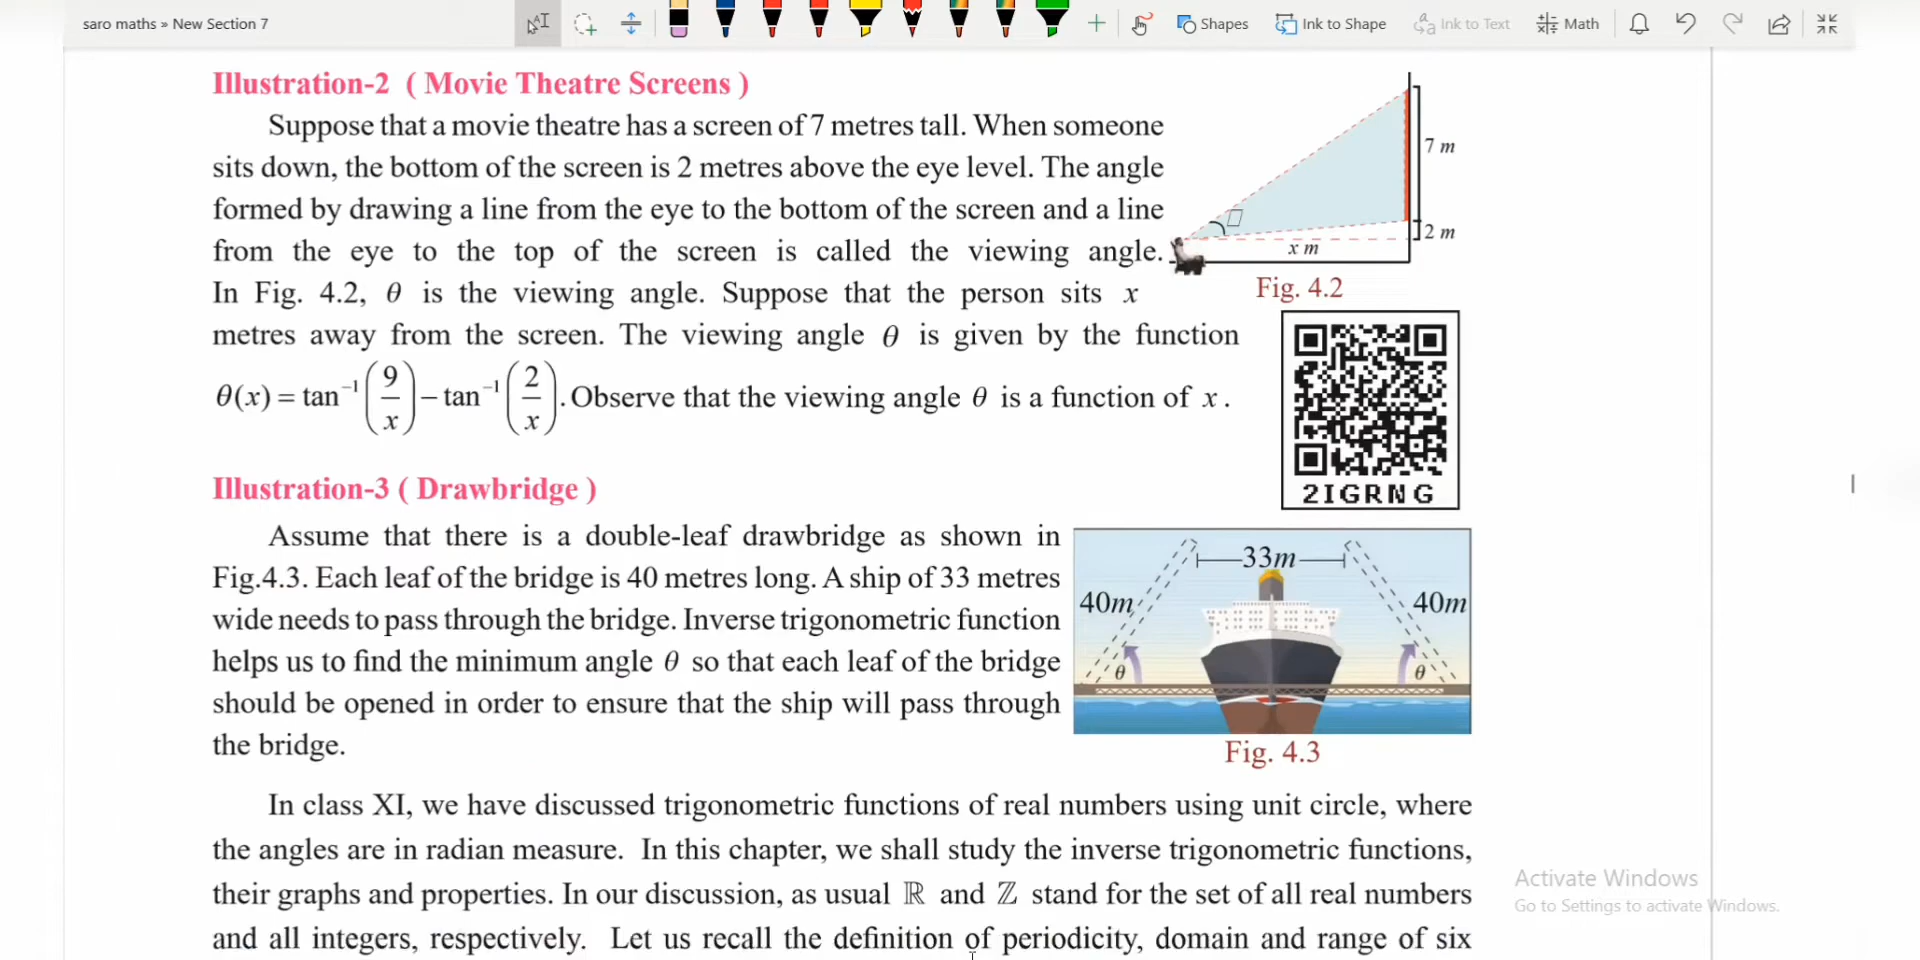 saro maths » New Section 7
Shapes
Ink to Shape
Ink to Text
Math
Illustration-2 ( Movie Theatre Screens )
Suppose that a movie theatre has a screen of 7 metres tall. When someone
sits down, the bottom of the screen is 2 metres above the eye level. The angle
formed by drawing a line from the eye to the bottom of the screen and a line
from the eye to the top of the screen is called the viewing angle.
In Fig. 4.2, θ is the viewing angle. Suppose that the person sits x
metres away from the screen. The viewing angle θ is given by the function
θ(x) = tan⁻¹(9/x) − tan⁻¹(2/x). Observe that the viewing angle θ is a function of x.
7 m
2 m
x m
Fig. 4.2
2IGRNG
Illustration-3 ( Drawbridge )
Assume that there is a double-leaf drawbridge as shown in
Fig.4.3. Each leaf of the bridge is 40 metres long. A ship of 33 metres
wide needs to pass through the bridge. Inverse trigonometric function
helps us to find the minimum angle θ so that each leaf of the bridge
should be opened in order to ensure that the ship will pass through
the bridge.
33m
40m
40m
θ
θ
Fig. 4.3
In class XI, we have discussed trigonometric functions of real numbers using unit circle, where
the angles are in radian measure. In this chapter, we shall study the inverse trigonometric functions,
their graphs and properties. In our discussion, as usual ℝ and ℤ stand for the set of all real numbers
and all integers, respectively. Let us recall the definition of periodicity, domain and range of six
Activate Windows
Go to Settings to activate Windows.